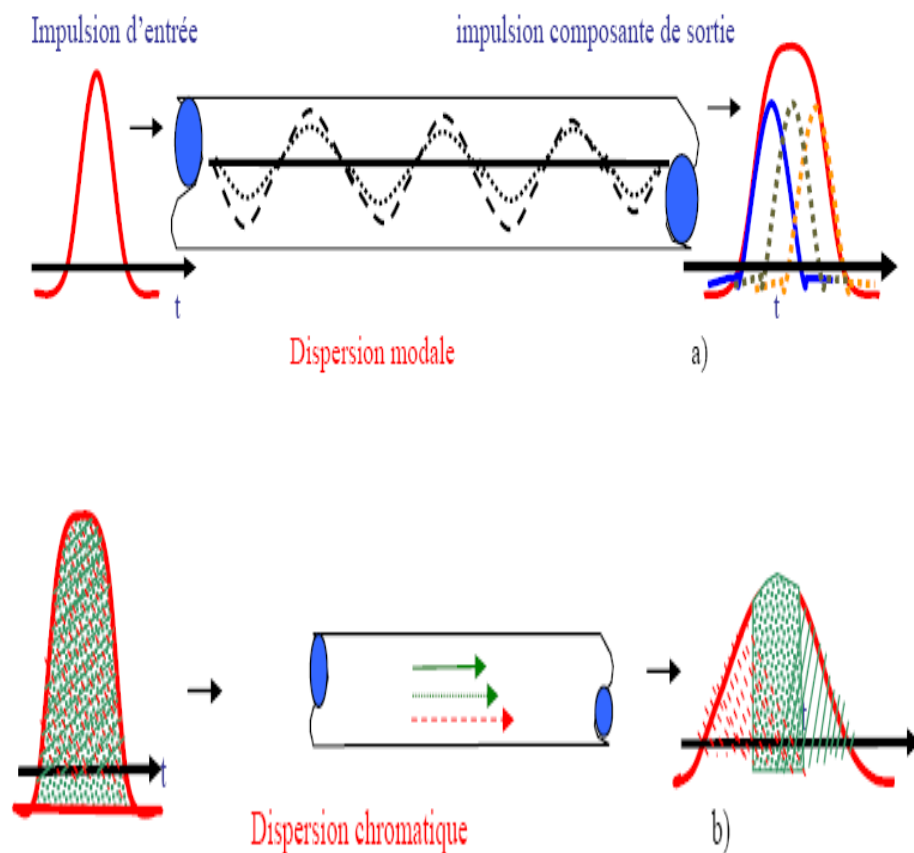 Impulsion d'entrée
impulsion composante de sortie
t
t
Dispersion modale
a)
t
Dispersion chromatique
b)